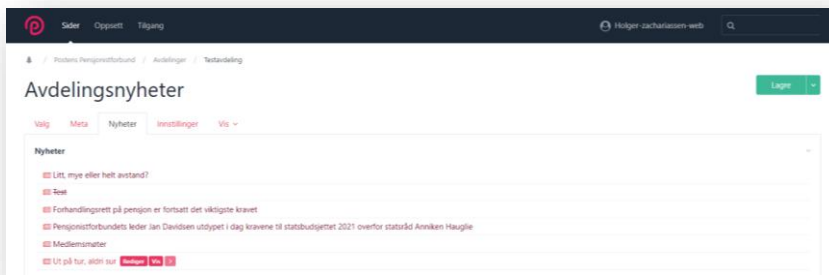 Sider Oppsett Tilgang Holger-zachariassen-web
/ Postens Pensjonistforbund / Avdelinger / Testavdeling
Avdelingsnyheter
Lagre
Valg Meta Nyheter Innstillinger Vis
Nyheter
Litt, mye eller helt avstand?
Test
Forhandlingsrett på pensjon er fortsatt det viktigste kravet
Pensjonistforbundets leder Jan Davidsen utdypet i dag kravene til statsbudsjettet 2021 overfor statsråd Anniken Hauglie
Medlemsmøter
Ut på tur, aldri sur Rediger Vis